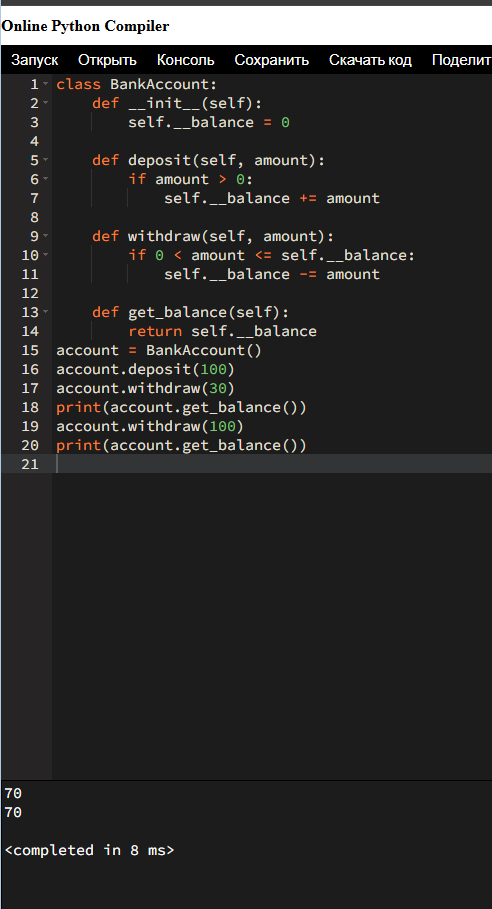 Online Python Compiler
Запуск Открыть Консоль Сохранить Скачать код Поделит
1 class BankAccount:
2     def __init__(self):
3         self.__balance = 0
4
5     def deposit(self, amount):
6         if amount > 0:
7             self.__balance += amount
8
9     def withdraw(self, amount):
10         if 0 < amount <= self.__balance:
11             self.__balance -= amount
12
13     def get_balance(self):
14         return self.__balance
15 account = BankAccount()
16 account.deposit(100)
17 account.withdraw(30)
18 print(account.get_balance())
19 account.withdraw(100)
20 print(account.get_balance())
21
70
70
<completed in 8 ms>